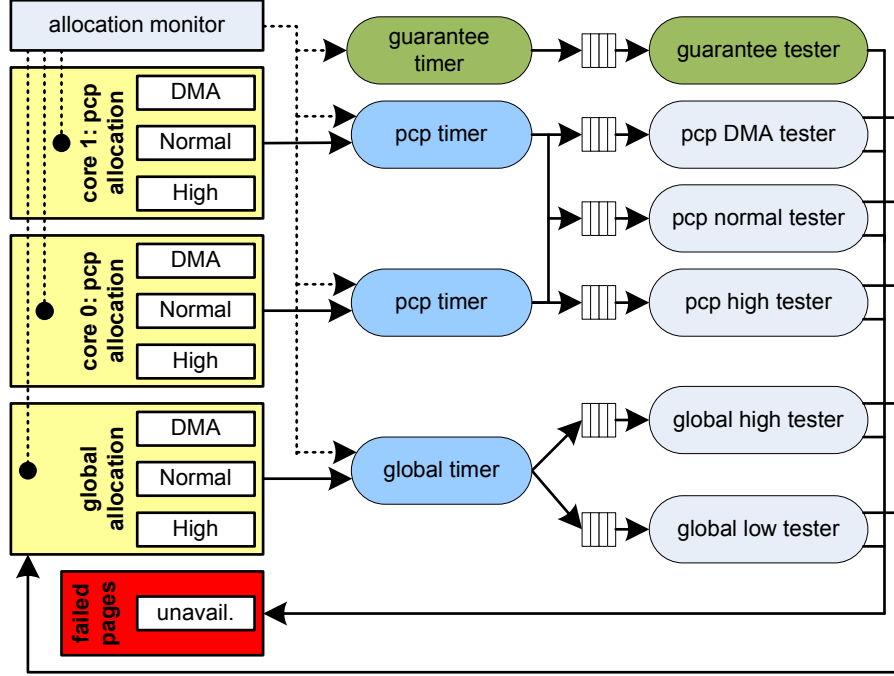 allocation monitor
guarantee
timer
guarantee tester
core 1: pcp
allocation
DMA
Normal
High
pcp timer
pcp DMA tester
pcp normal tester
core 0: pcp
allocation
DMA
Normal
High
pcp timer
pcp high tester
global
allocation
DMA
Normal
High
global timer
global high tester
global low tester
failed
pages
unavail.